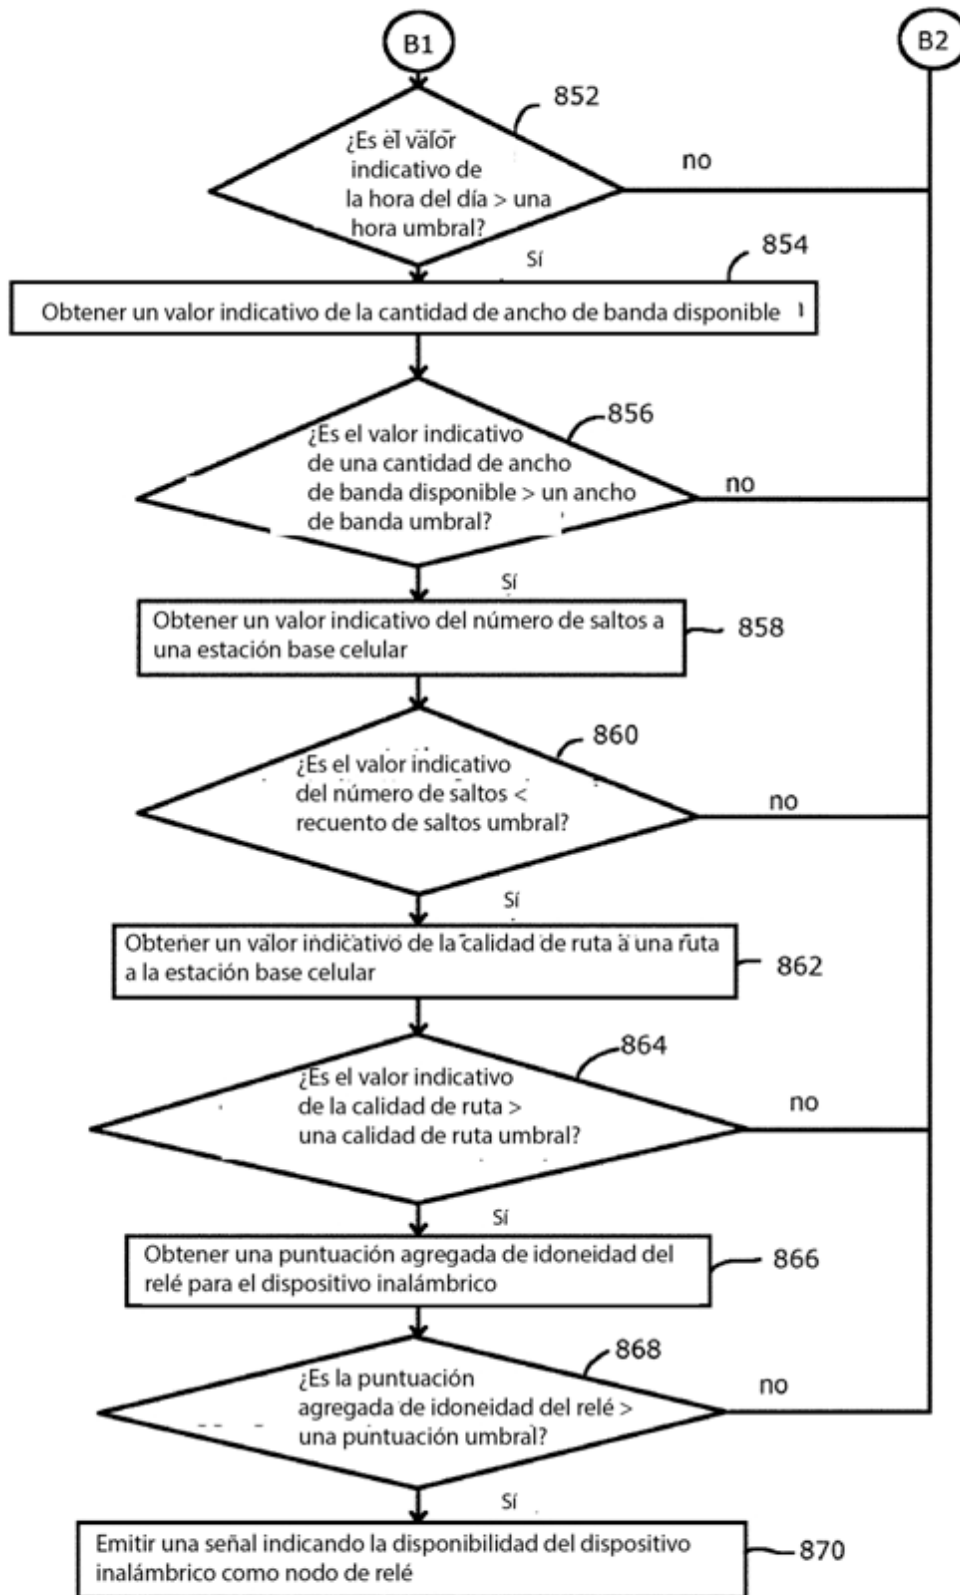 B1
B2
852
¿Es el valor
indicativo de
la hora del día > una
hora umbral?
no
Sí
854
Obtener un valor indicativo de la cantidad de ancho de banda disponible
856
¿Es el valor indicativo
de una cantidad de ancho
de banda disponible > un ancho
de banda umbral?
no
Sí
Obtener un valor indicativo del número de saltos a
una estación base celular
858
860
¿Es el valor indicativo
del número de saltos <
recuento de saltos umbral?
no
Sí
Obtener un valor indicativo de la calidad de ruta a una ruta
a la estación base celular
862
864
¿Es el valor indicativo
de la calidad de ruta >
una calidad de ruta umbral?
no
Sí
Obtener una puntuación agregada de idoneidad del
relé para el dispositivo inalámbrico
866
868
¿Es la puntuación
agregada de idoneidad del relé >
una puntuación umbral?
no
Sí
Emitir una señal indicando la disponibilidad del dispositivo
inalámbrico como nodo de relé
870